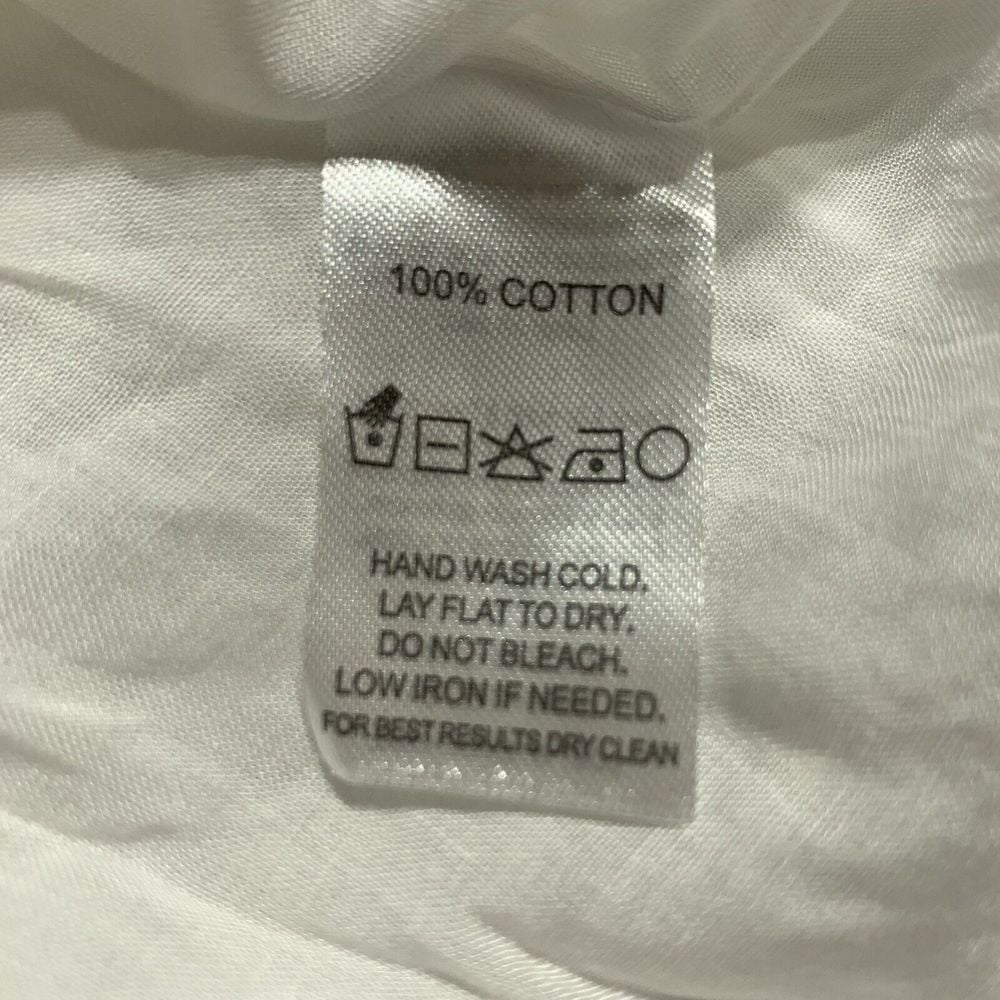 100% COTTON
HAND WASH COLD.
LAY FLAT TO DRY.
DO NOT BLEACH.
LOW IRON IF NEEDED.
FOR BEST RESULTS DRY CLEAN